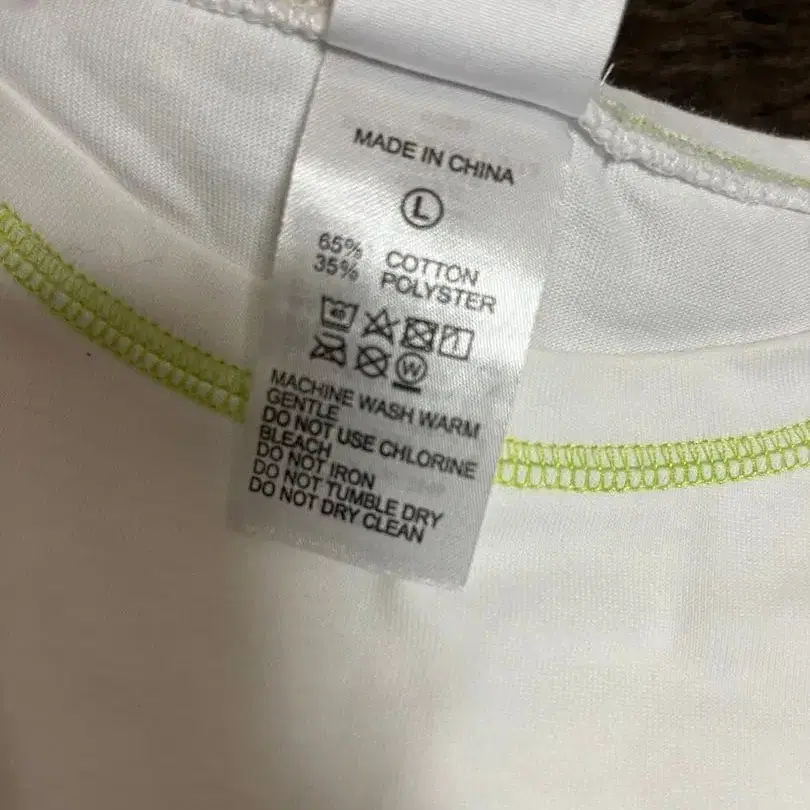 MADE IN CHINA
L
65% COTTON
35% POLYSTER
40
W
MACHINE WASH WARM
GENTLE
DO NOT USE CHLORINE
BLEACH
DO NOT IRON
DO NOT TUMBLE DRY
DO NOT DRY CLEAN